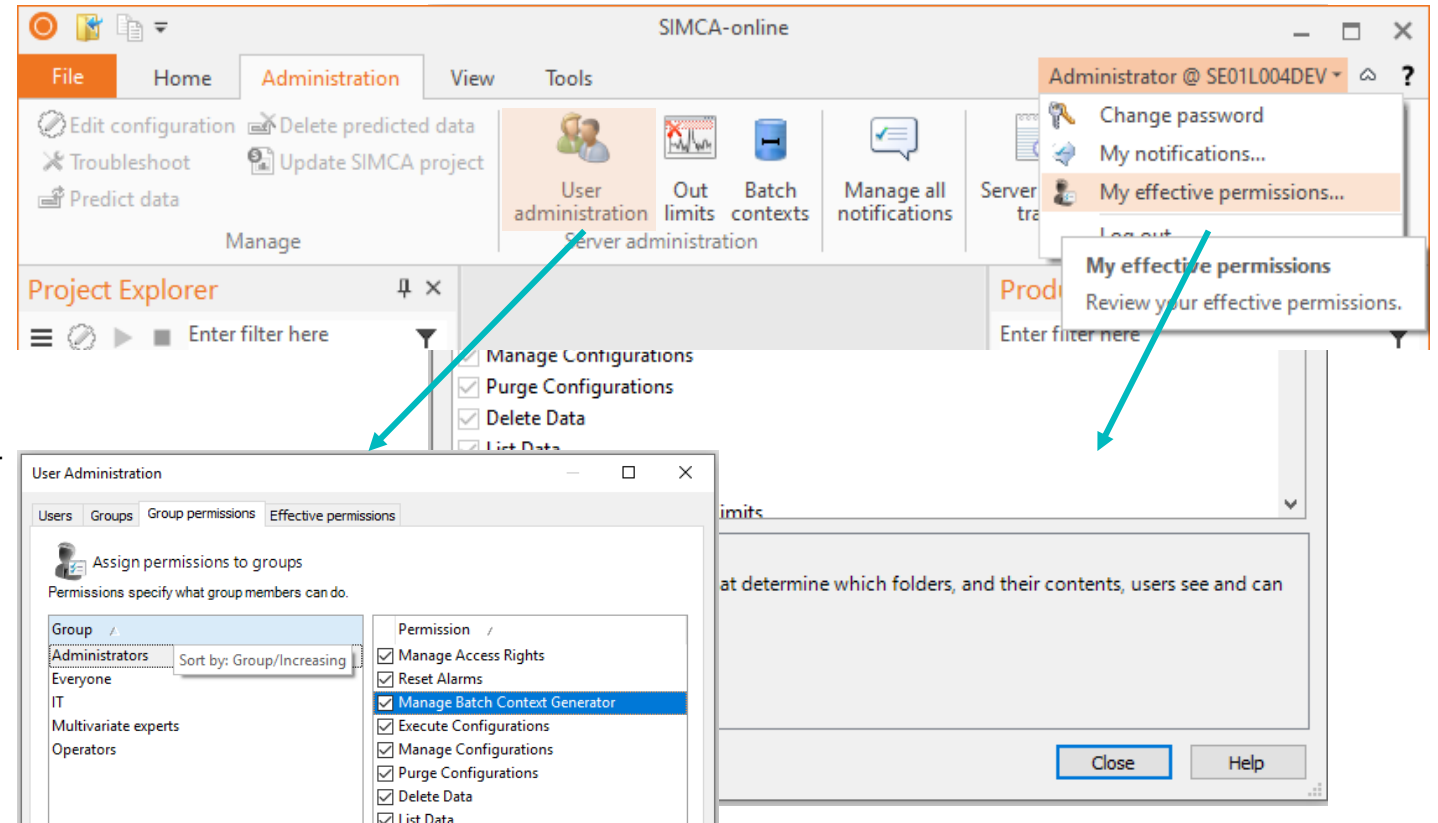 SIMCA-online
File Home Administration View Tools Administrator @ SE01L004DEV ?
Edit configuration Delete predicted data
Troubleshoot Update SIMCA project
Predict data
Manage
User administration
Out limits
Batch contexts
Server administration
Manage all notifications
Server
tra
Change password
My notifications...
My effective permissions...
Log out
My effective permissions
Review your effective permissions.
Project Explorer
Enter filter here
Produ
Enter filter here
Manage Configurations
Purge Configurations
Delete Data
List Data
imits
at determine which folders, and their contents, users see and can
Close Help
User Administration
Users Groups Group permissions Effective permissions
Assign permissions to groups
Permissions specify what group members can do.
Group
Administrators
Sort by: Group/Increasing
Everyone
IT
Multivariate experts
Operators
Permission
Manage Access Rights
Reset Alarms
Manage Batch Context Generator
Execute Configurations
Manage Configurations
Purge Configurations
Delete Data
List Data